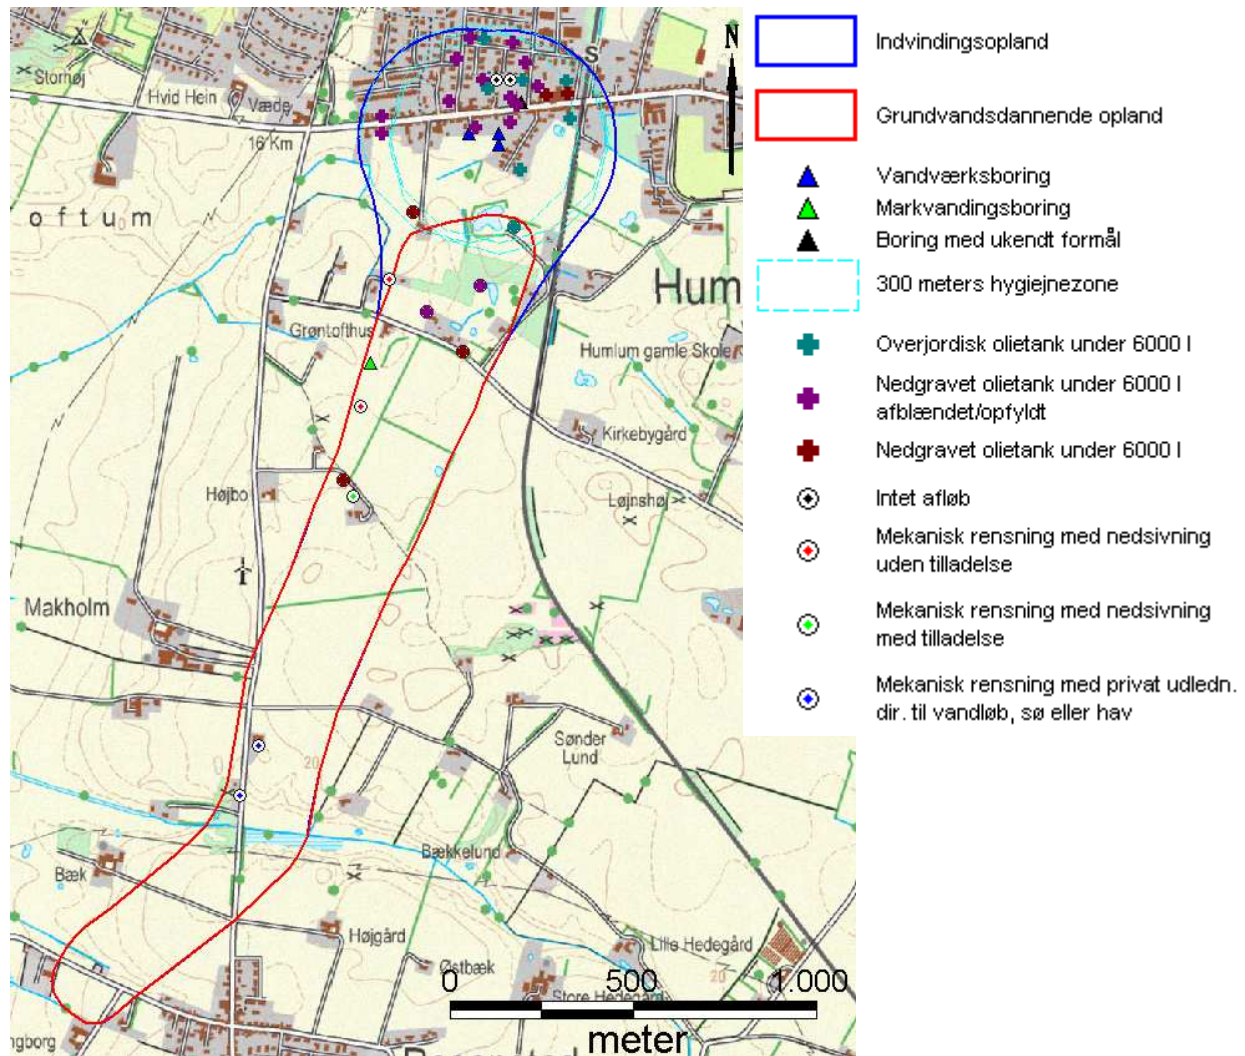 N
S
Storhøj
Hvid Hein
Væde
16 Km
oftum
Hum
Grøntofthus
Humlum gamle Skole
Kirkebygård
Højbo
Løjnshøj
Makholm
Sønder
Lund
Bækkelund
Bæk
Højgård
Østbæk
Lille Hedegård
Store Hedegård
20
20
0
500
1.000
meter
Indvindingsopland
Grundvandsdannende opland
Vandværksboring
Markvandingsboring
Boring med ukendt formål
300 meters hygiejnezone
Overjordisk olietank under 6000 l
Nedgravet olietank under 6000 l
afblændet/opfyldt
Nedgravet olietank under 6000 l
Intet afløb
Mekanisk rensning med nedsivning
uden tilladelse
Mekanisk rensning med nedsivning
med tilladelse
Mekanisk rensning med privat udledn.
dir. til vandløb, sø eller hav